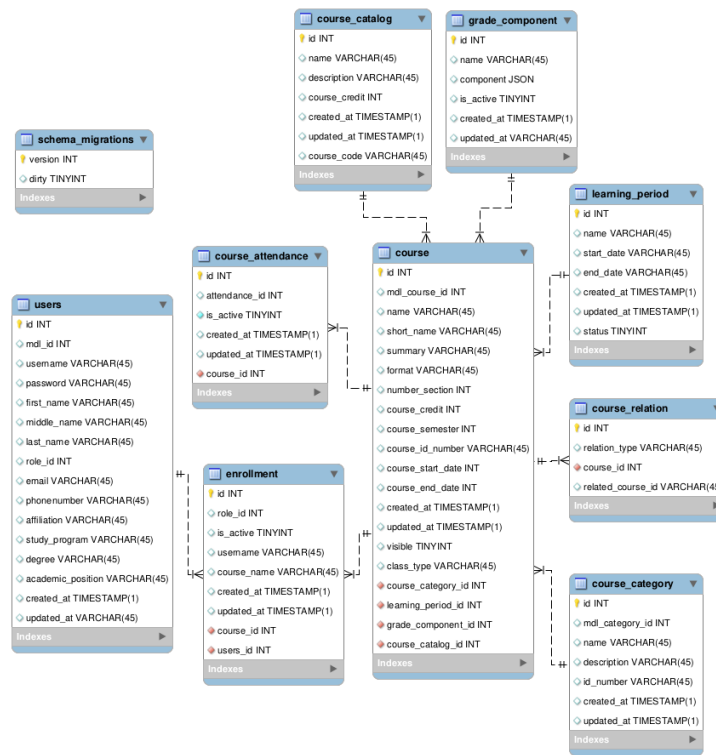 course_catalog
id INT
name VARCHAR(45)
description VARCHAR(45)
course_credit INT
created_at TIMESTAMP(1)
updated_at TIMESTAMP(1)
course_code VARCHAR(45)
Indexes
grade_component
id INT
name VARCHAR(45)
component JSON
is_active TINYINT
created_at TIMESTAMP(1)
updated_at VARCHAR(45)
Indexes
schema_migrations
version INT
dirty TINYINT
Indexes
learning_period
id INT
name VARCHAR(45)
start_date VARCHAR(45)
end_date VARCHAR(45)
created_at TIMESTAMP(1)
updated_at TIMESTAMP(1)
status TINYINT
Indexes
course_attendance
id INT
attendance_id INT
is_active TINYINT
created_at TIMESTAMP(1)
updated_at TIMESTAMP(1)
course_id INT
Indexes
course
id INT
mdl_course_id INT
name VARCHAR(45)
short_name VARCHAR(45)
summary VARCHAR(45)
format VARCHAR(45)
number_section INT
course_credit INT
course_semester INT
course_id_number VARCHAR(45)
course_start_date INT
course_end_date INT
created_at TIMESTAMP(1)
updated_at TIMESTAMP(1)
visible TINYINT
class_type VARCHAR(45)
course_category_id INT
learning_period_id INT
grade_component_id INT
course_catalog_id INT
Indexes
users
id INT
mdl_id INT
username VARCHAR(45)
password VARCHAR(45)
first_name VARCHAR(45)
middle_name VARCHAR(45)
last_name VARCHAR(45)
role_id INT
email VARCHAR(45)
phonenumber VARCHAR(45)
affiliation VARCHAR(45)
study_program VARCHAR(45)
degree VARCHAR(45)
academic_position VARCHAR(45)
created_at TIMESTAMP(1)
updated_at VARCHAR(45)
Indexes
enrollment
id INT
role_id INT
is_active TINYINT
username VARCHAR(45)
course_name VARCHAR(45)
created_at TIMESTAMP(1)
updated_at TIMESTAMP(1)
course_id INT
users_id INT
Indexes
course_relation
id INT
relation_type VARCHAR(45)
course_id INT
related_course_id VARCHAR(45)
Indexes
course_category
id INT
mdl_category_id INT
name VARCHAR(45)
description VARCHAR(45)
id_number VARCHAR(45)
created_at TIMESTAMP(1)
updated_at TIMESTAMP(1)
Indexes